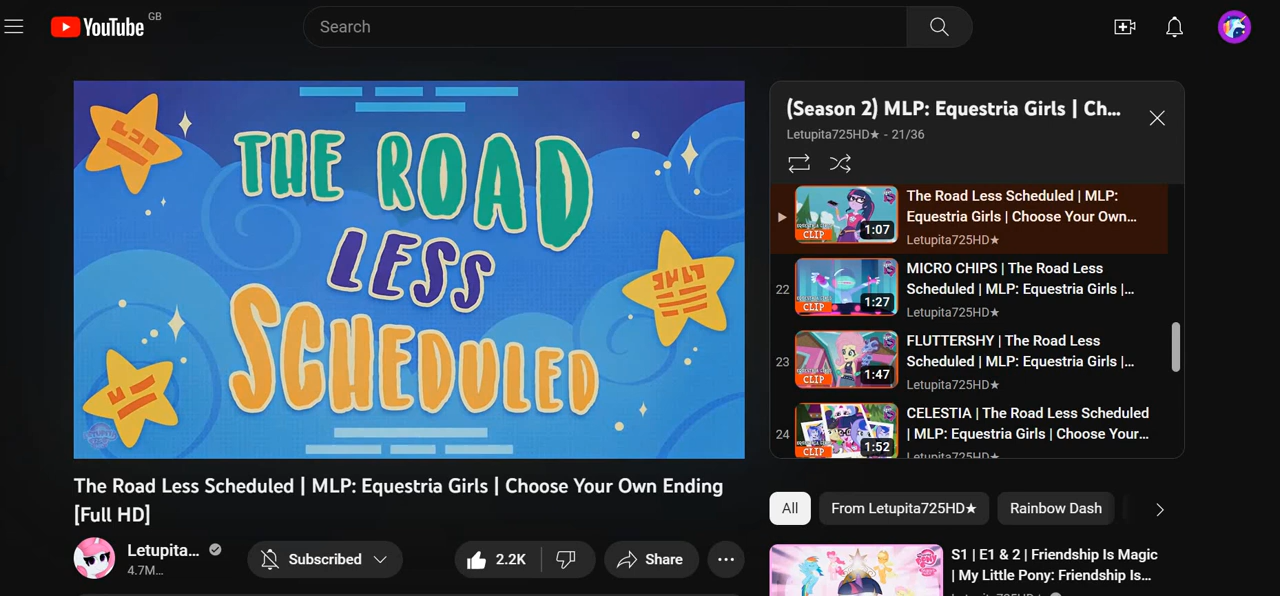 YouTube GB
Search
THE ROAD
LESS
SCHEDULED
The Road Less Scheduled | MLP: Equestria Girls | Choose Your Own Ending
[Full HD]
Letupita...
4.7M...
Subscribed
2.2K
Share
(Season 2) MLP: Equestria Girls | Ch...
Letupita725HD★ - 21/36
The Road Less Scheduled | MLP:
Equestria Girls | Choose Your Own...
Letupita725HD★
CLIP
1:07
22
MICRO CHIPS | The Road Less
Scheduled | MLP: Equestria Girls |...
Letupita725HD★
CLIP
1:27
23
FLUTTERSHY | The Road Less
Scheduled | MLP: Equestria Girls |...
Letupita725HD★
CLIP
1:47
24
CELESTIA | The Road Less Scheduled
| MLP: Equestria Girls | Choose Your...
Letupita725HD★
CLIP
1:52
All
From Letupita725HD★
Rainbow Dash
S1 | E1 & 2 | Friendship Is Magic
| My Little Pony: Friendship Is...